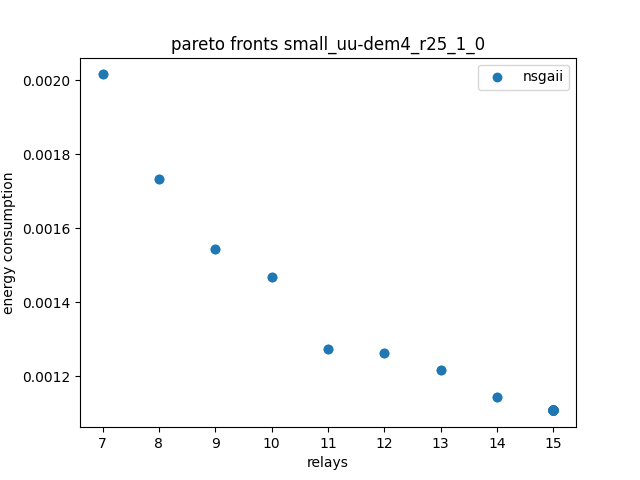 pareto fronts small_uu-dem4_r25_1_0
nsgaii
0.0020
0.0018
0.0016
0.0014
0.0012
energy consumption
7 8 9 10 11 12 13 14 15
relays